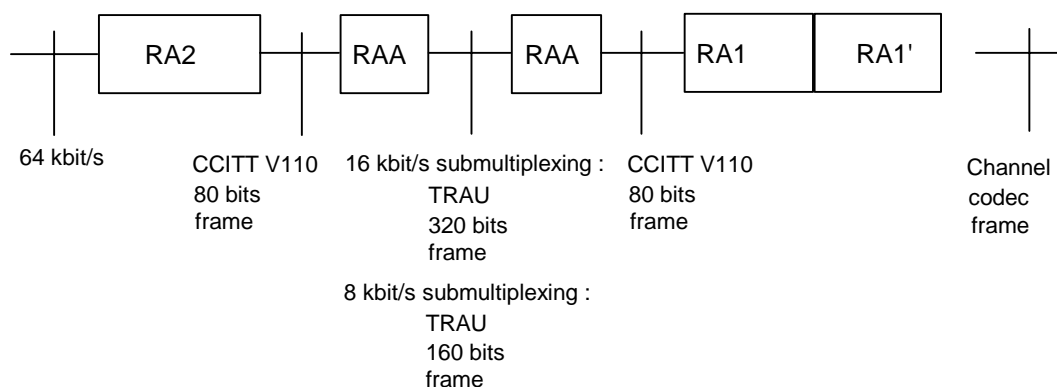 RA2
RAA
RAA
RA1
RA1'
64 kbit/s
CCITT V110
80 bits
frame
16 kbit/s submultiplexing :
TRAU
320 bits
frame
8 kbit/s submultiplexing :
TRAU
160 bits
frame
CCITT V110
80 bits
frame
Channel
codec
frame